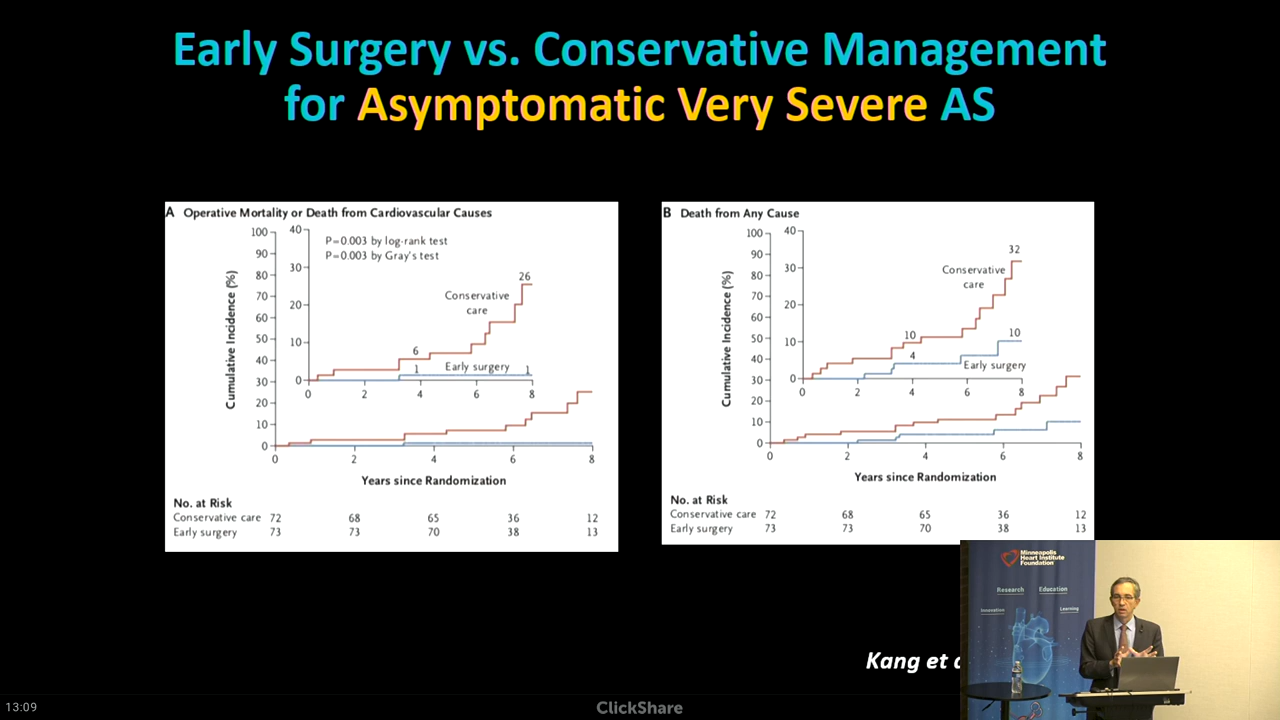 Early Surgery vs. Conservative Management
for Asymptomatic Very Severe AS
A Operative Mortality or Death from Cardiovascular Causes
P=0.003 by log-rank test
P=0.003 by Gray's test
Cumulative Incidence (%)
100
90
80
70
60
50
40
30
20
10
0
40
30
20
10
0
0 2 4 6 8
26
Conservative
care
6
1 Early surgery 1
0 2 4 6 8
Years since Randomization
No. at Risk
Conservative care 72 68 65 36 12
Early surgery 73 73 70 38 13
B Death from Any Cause
Cumulative Incidence (%)
100
90
80
70
60
50
40
30
20
10
0
40
30
20
10
0
0 2 4 6 8
32
Conservative
care
10 10
4
Early surgery
0 2 4 6 8
Years since Randomization
No. at Risk
Conservative care 72 68 65 36 12
Early surgery 73 73 70 38 13
Minneapolis
Heart Institute
Foundation
Research Education
Innovation Learning
Kang et
13:09
ClickShare